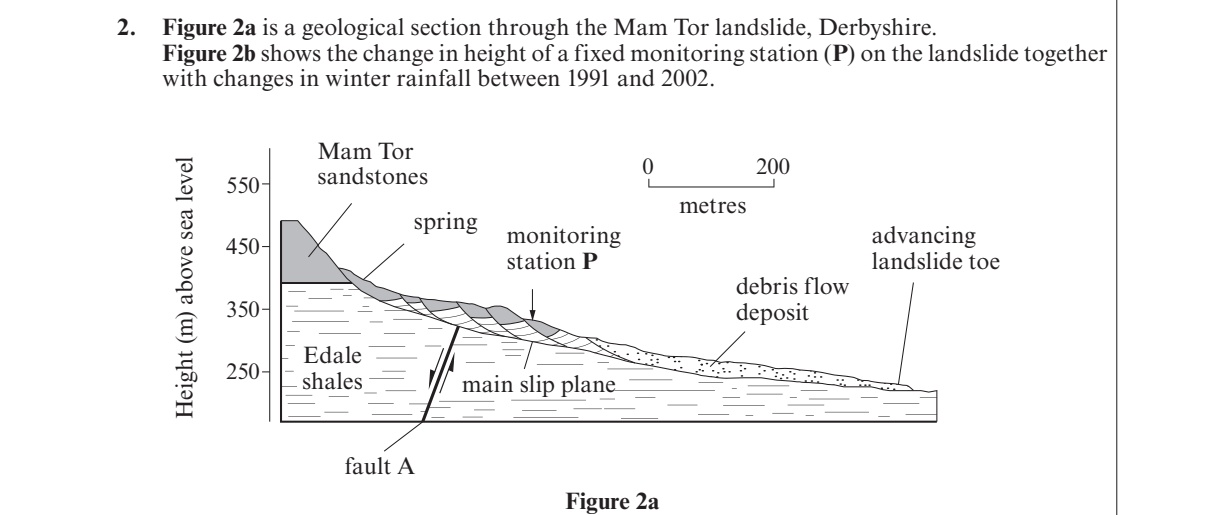 2. Figure 2a is a geological section through the Mam Tor landslide, Derbyshire.
Figure 2b shows the change in height of a fixed monitoring station (P) on the landslide together
with changes in winter rainfall between 1991 and 2002.
Mam Tor
sandstones
0 200
metres
550
spring
monitoring
station P
advancing
landslide toe
450
debris flow
deposit
350
Edale
shales
250
main slip plane
Height (m) above sea level
fault A
Figure 2a